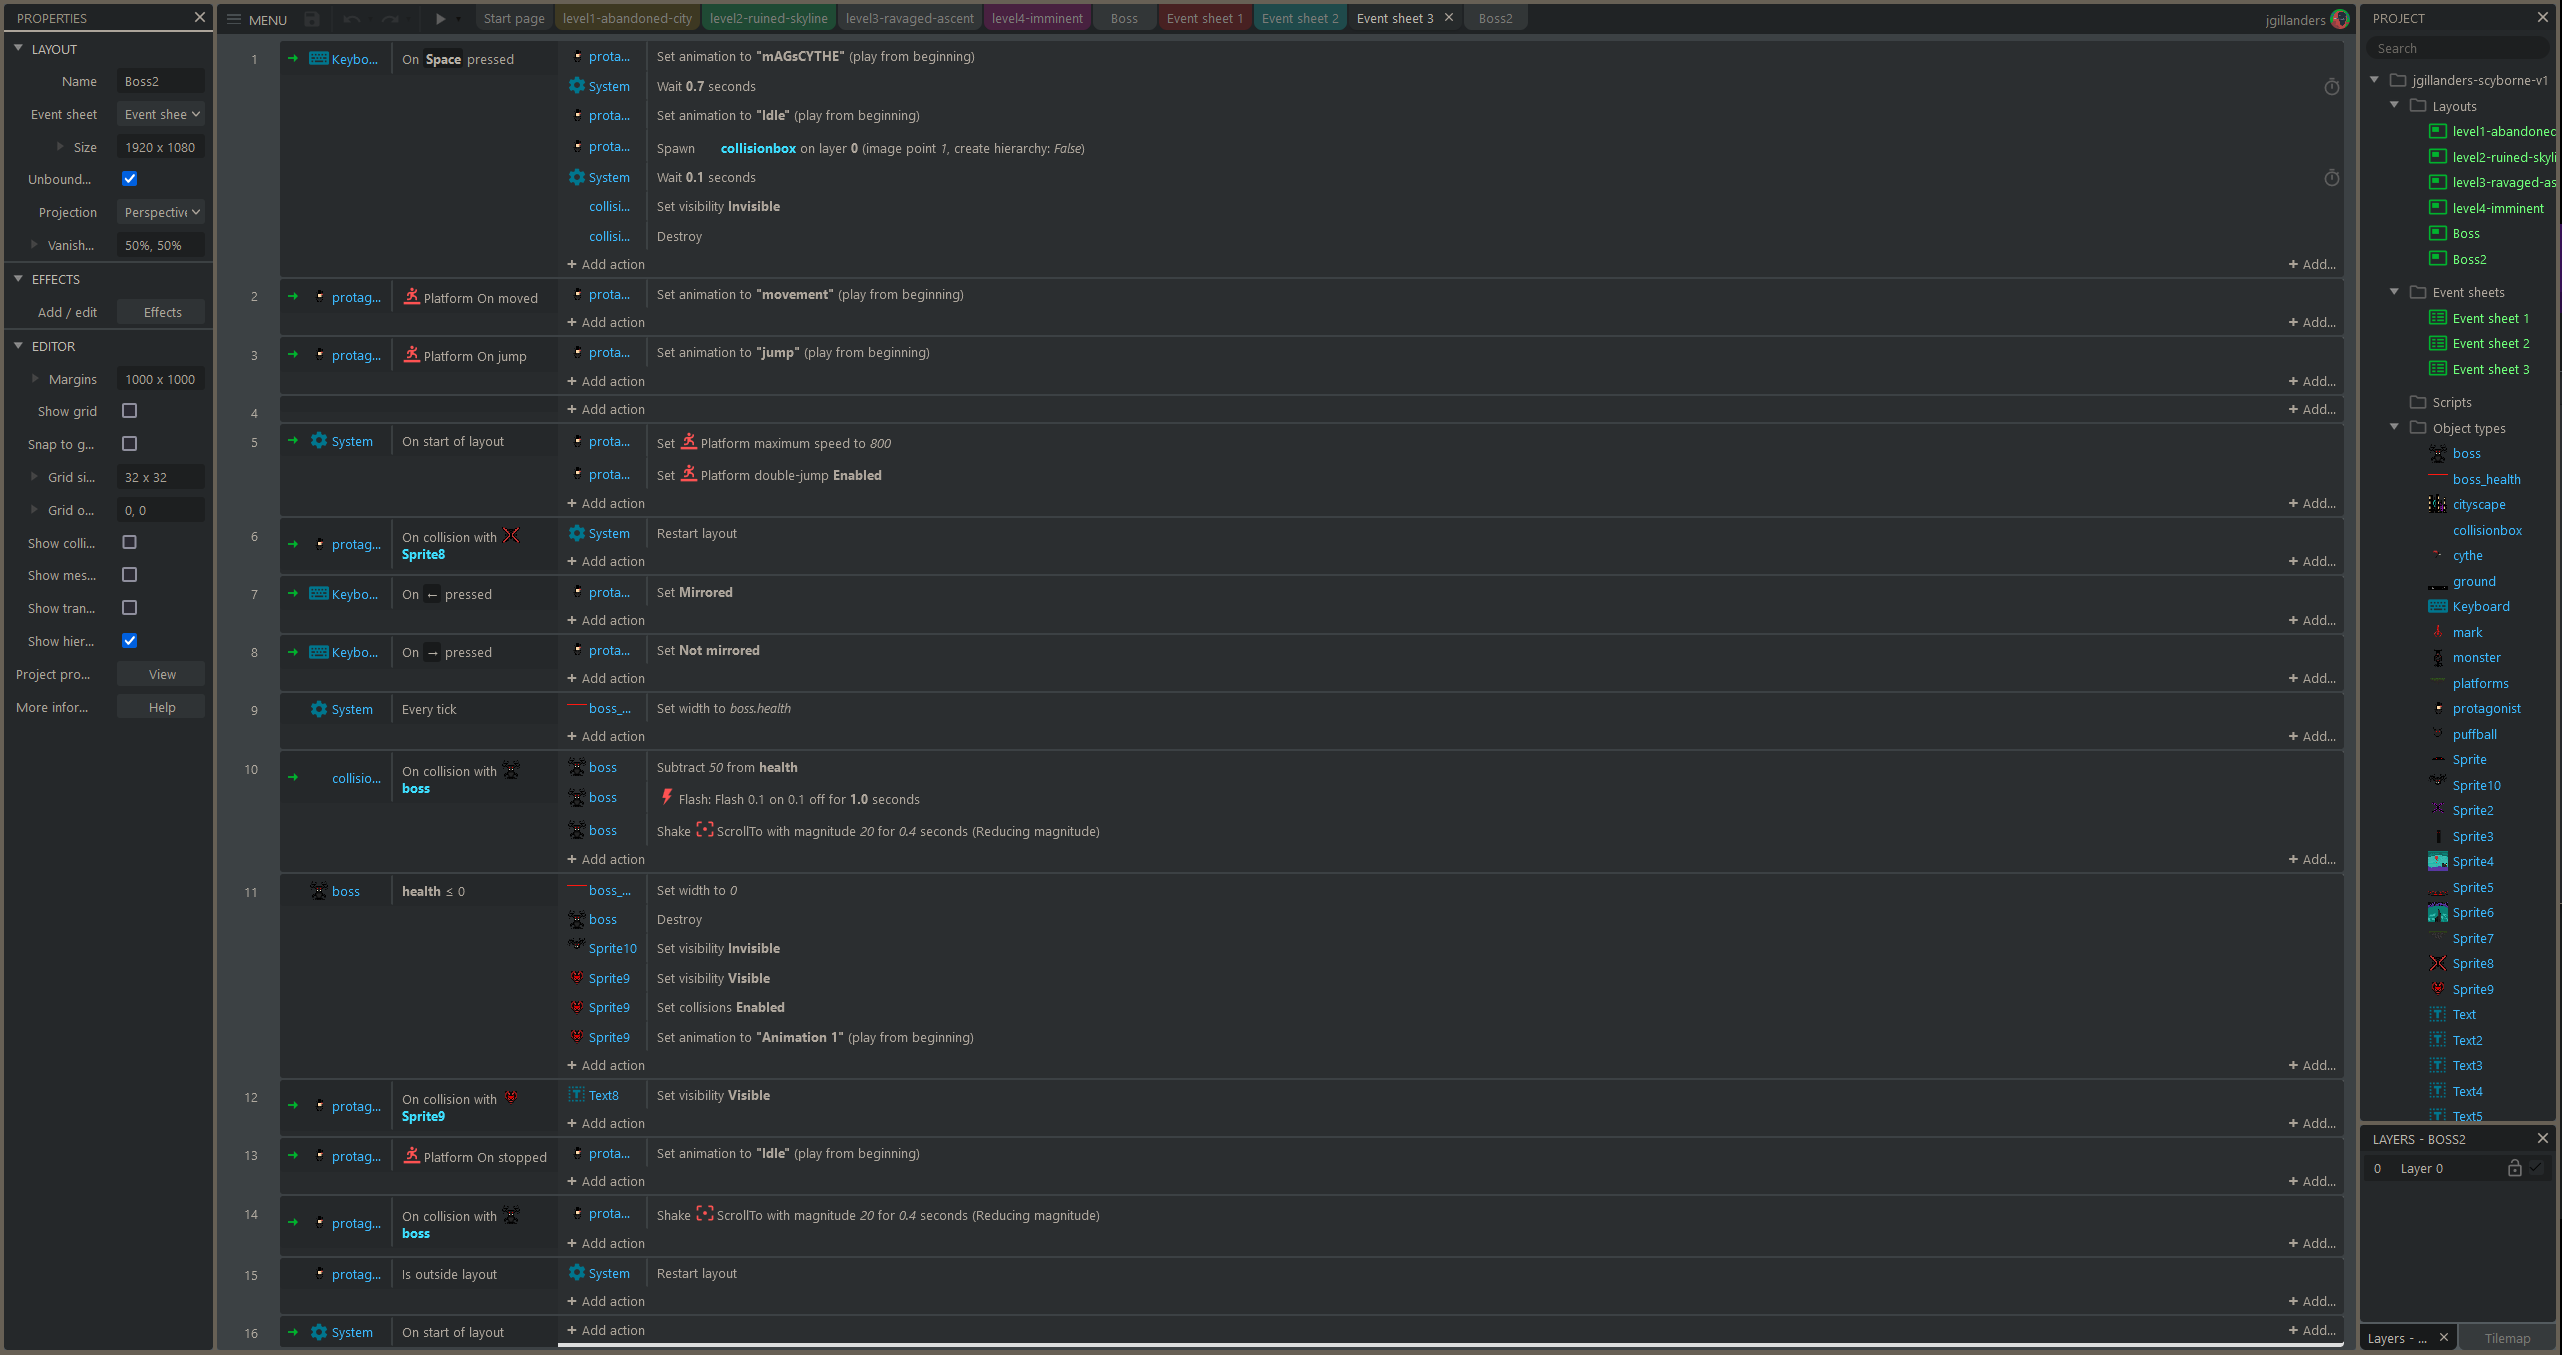 PROPERTIES
LAYOUT
Name Boss2
Event sheet Event shee
Size 1920 x 1080
Unbound...
Projection Perspective
Vanish... 50%, 50%
EFFECTS
Add / edit Effects
EDITOR
Margins 1000 x 1000
Show grid
Snap to g...
Grid si... 32 x 32
Grid o... 0, 0
Show colli...
Show mes...
Show tran...
Show hier...
Project pro... View
More infor... Help
MENU Start page level1-abandoned-city level2-ruined-skyline level3-ravaged-ascent level4-imminent Boss Event sheet 1 Event sheet 2 Event sheet 3 Boss2 jgillanders
1 Keybo... On Space pressed prota... Set animation to "mAGsCYTHE" (play from beginning)
System Wait 0.7 seconds
prota... Set animation to "Idle" (play from beginning)
prota... Spawn collisionbox on layer 0 (image point 1, create hierarchy: False)
System Wait 0.1 seconds
collisi... Set visibility Invisible
collisi... Destroy
+ Add action + Add...
2 protag... Platform On moved prota... Set animation to "movement" (play from beginning)
+ Add action + Add...
3 protag... Platform On jump prota... Set animation to "jump" (play from beginning)
+ Add action + Add...
4 + Add action + Add...
5 System On start of layout prota... Set Platform maximum speed to 800
prota... Set Platform double-jump Enabled
+ Add action + Add...
6 protag... On collision with Sprite8 System Restart layout
+ Add action + Add...
7 Keybo... On ← pressed prota... Set Mirrored
+ Add action + Add...
8 Keybo... On → pressed prota... Set Not mirrored
+ Add action + Add...
9 System Every tick boss_... Set width to boss.health
+ Add action + Add...
10 collisio... On collision with boss boss Subtract 50 from health
boss Flash: Flash 0.1 on 0.1 off for 1.0 seconds
boss Shake ScrollTo with magnitude 20 for 0.4 seconds (Reducing magnitude)
+ Add action + Add...
11 boss health ≤ 0 boss_... Set width to 0
boss Destroy
Sprite10 Set visibility Invisible
Sprite9 Set visibility Visible
Sprite9 Set collisions Enabled
Sprite9 Set animation to "Animation 1" (play from beginning)
+ Add action + Add...
12 protag... On collision with Sprite9 Text8 Set visibility Visible
+ Add action + Add...
13 protag... Platform On stopped prota... Set animation to "Idle" (play from beginning)
+ Add action + Add...
14 protag... On collision with boss prota... Shake ScrollTo with magnitude 20 for 0.4 seconds (Reducing magnitude)
+ Add action + Add...
15 protag... Is outside layout System Restart layout
+ Add action + Add...
16 System On start of layout + Add action + Add...
PROJECT
Search
jgillanders-scyborne-v1
Layouts
level1-abandoned
level2-ruined-skyli
level3-ravaged-as
level4-imminent
Boss
Boss2
Event sheets
Event sheet 1
Event sheet 2
Event sheet 3
Scripts
Object types
boss
boss_health
cityscape
collisionbox
cythe
ground
Keyboard
mark
monster
platforms
protagonist
puffball
Sprite
Sprite10
Sprite2
Sprite3
Sprite4
Sprite5
Sprite6
Sprite7
Sprite8
Sprite9
Text
Text2
Text3
Text4
Text5
LAYERS - BOSS2
0 Layer 0
Layers - ... Tilemap